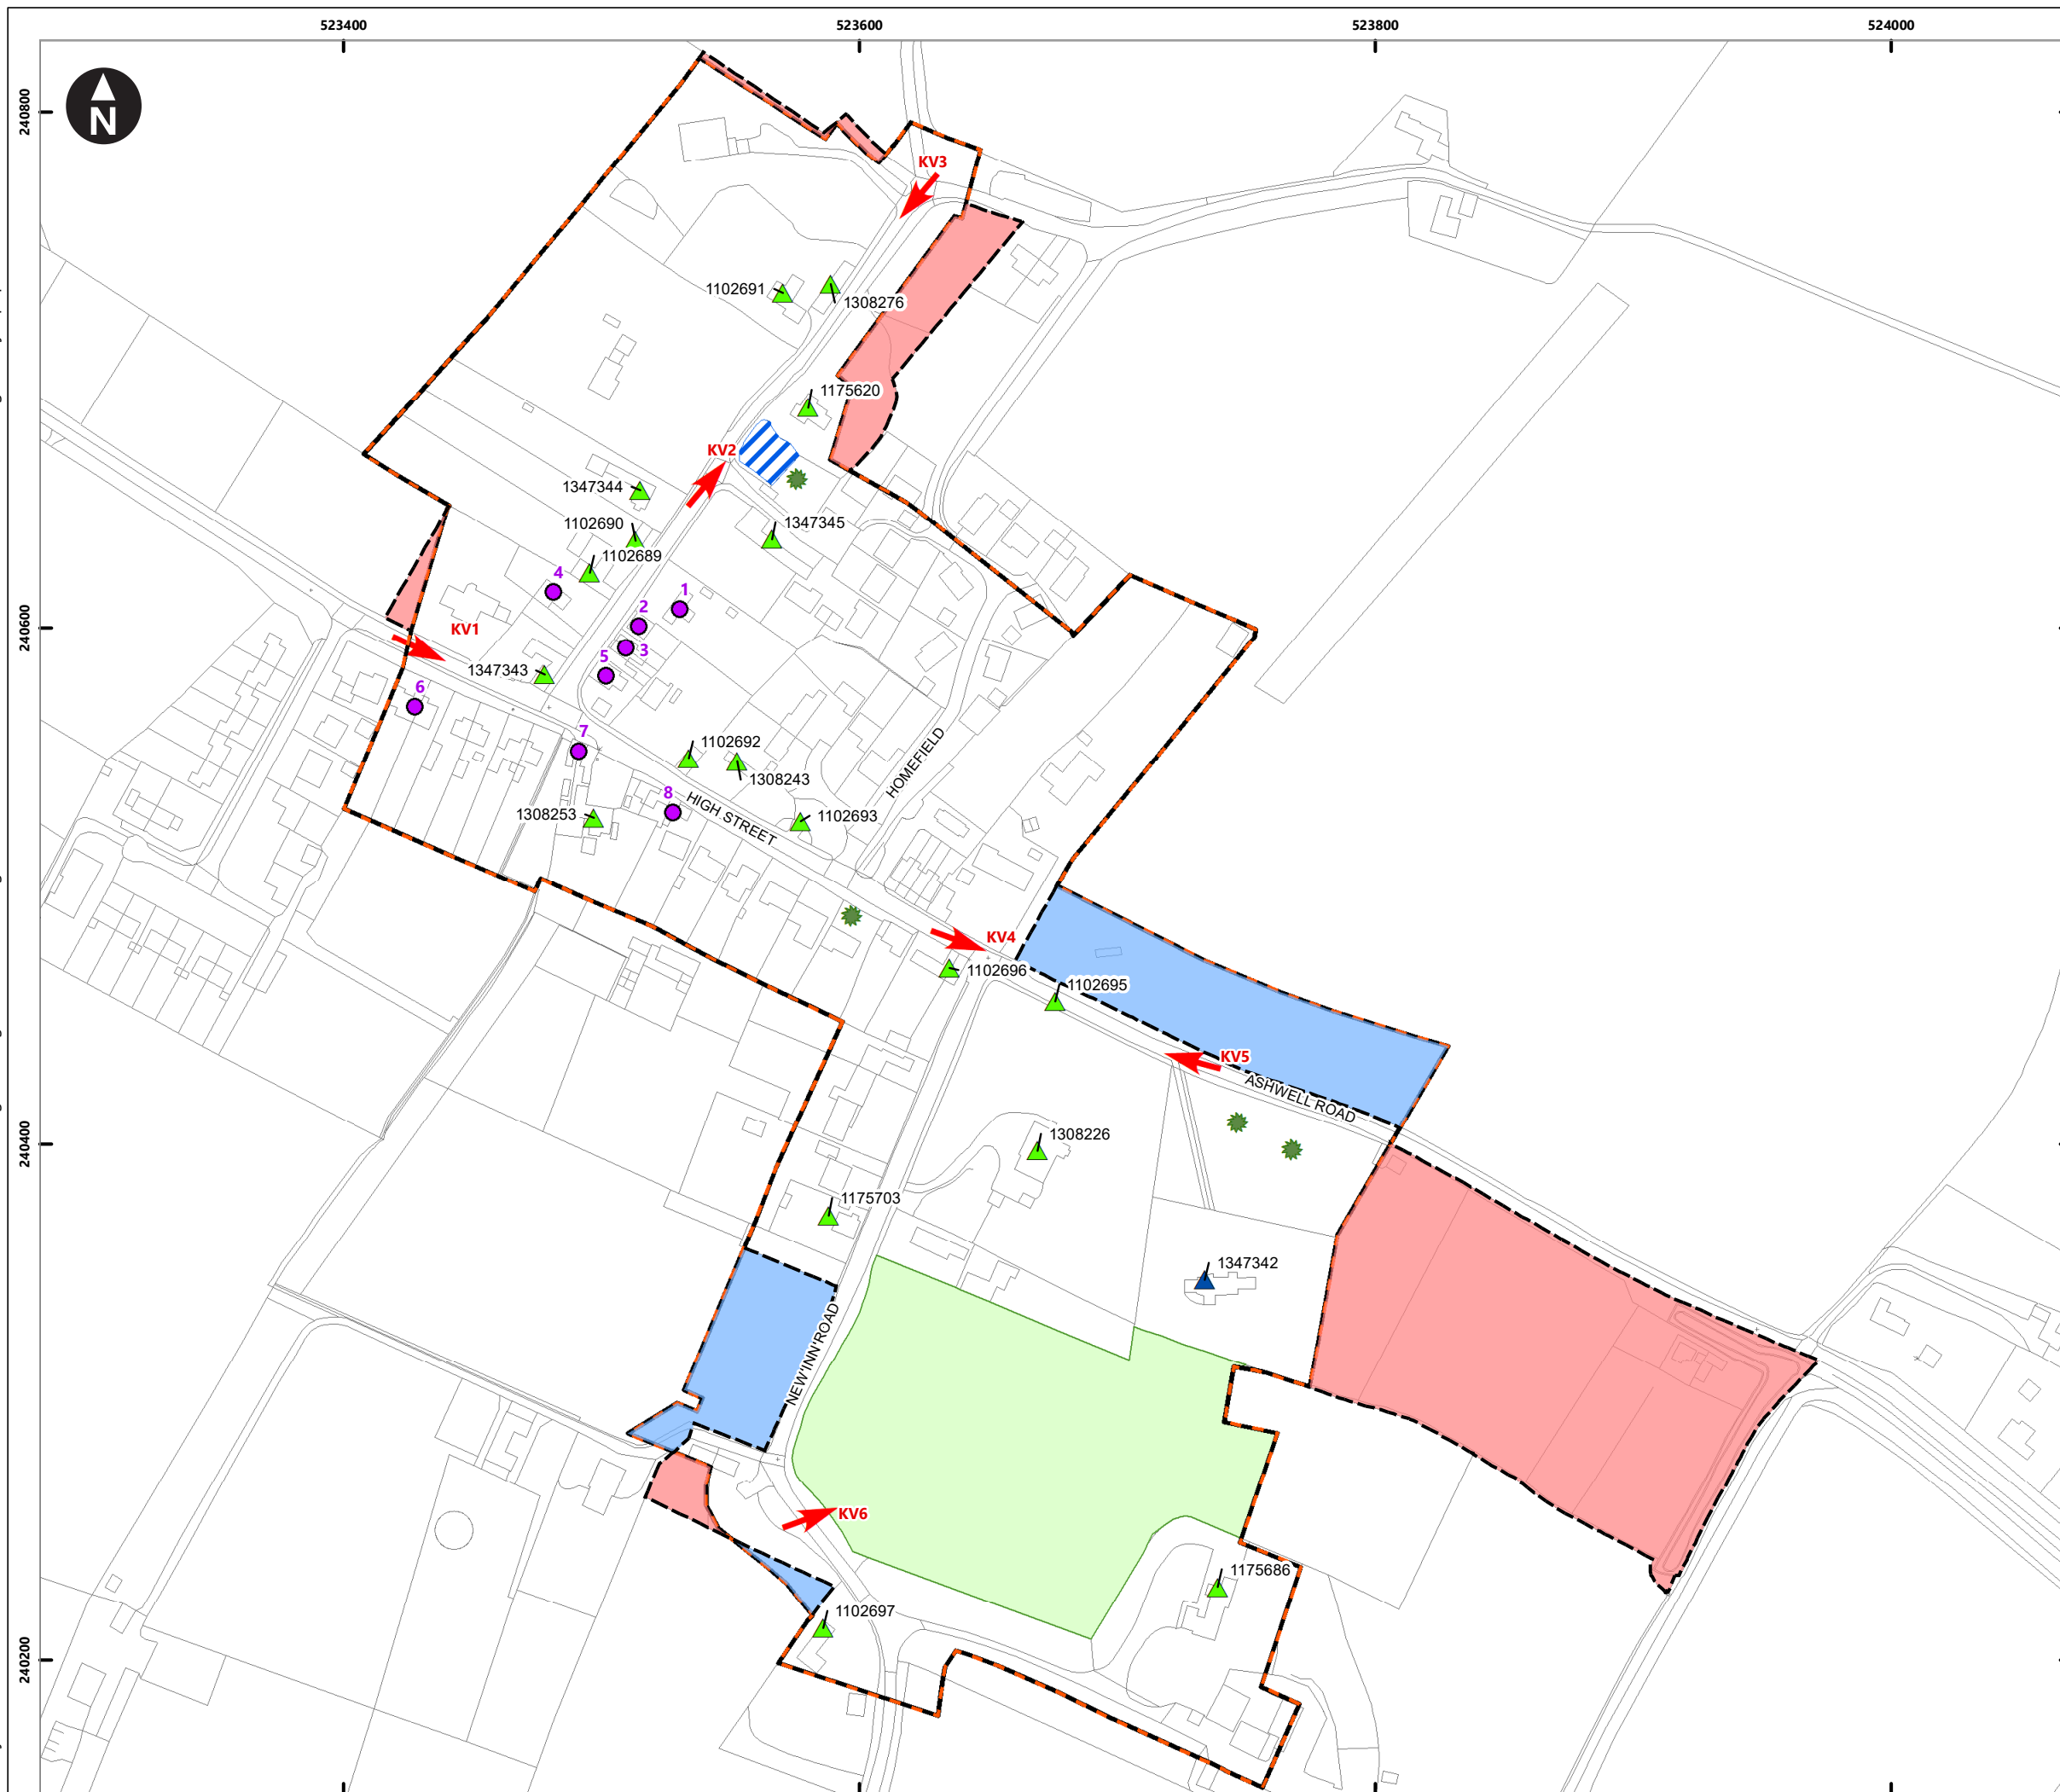 523400 523600 523800 524000
240800
N
KV3
1102691
1308276
1175620
KV2
1347344
1102690
1347345
1102689
4
1
2
240600
KV1
3
1347343
5
6
7
1102692
1308243
HOMEFIELD
8
HIGH STREET
1308253
1102693
KV4
1102696
1102695
KV5
ASHWELL ROAD
240400
1308226
1175703
1347342
NEW INN ROAD
KV6
1175686
1102697
240200